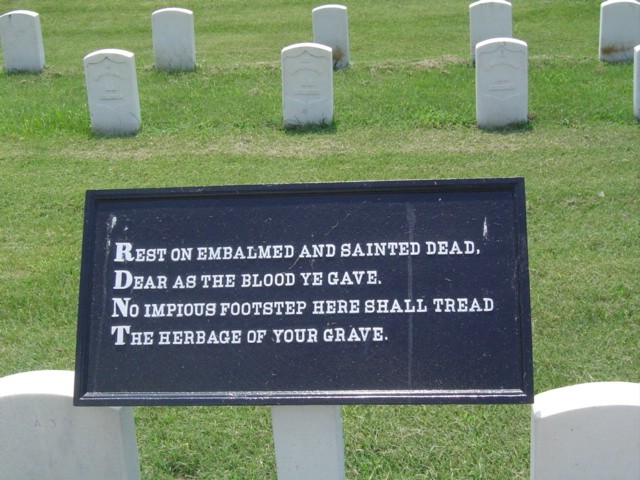 REST ON EMBALMED AND SAINTED DEAD,
DEAR AS THE BLOOD YE GAVE.
NO IMPIOUS FOOTSTEP HERE SHALL TREAD
THE HERBAGE OF YOUR GRAVE.